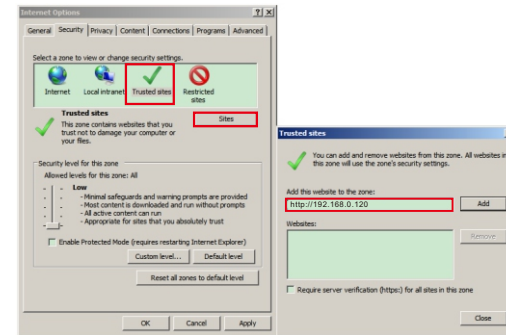 Internet Options
General Security Privacy Content Connections Programs Advanced
Select a zone to view or change security settings.
Internet Local intranet Trusted sites Restricted sites
Trusted sites
This zone contains websites that you
trust not to damage your computer or
your files.
Sites
Security level for this zone
Allowed levels for this zone: All
Low
- Minimal safeguards and warning prompts are provided
- Most content is downloaded and run without prompts
- All active content can run
- Appropriate for sites that you absolutely trust
Enable Protected Mode (requires restarting Internet Explorer)
Custom level... Default level
Reset all zones to default level
OK Cancel Apply
Trusted sites
You can add and remove websites from this zone. All websites in
this zone will use the zone's security settings.
Add this website to the zone:
http://192.168.0.120
Add
Websites:
Remove
Require server verification (https:) for all sites in this zone
Close